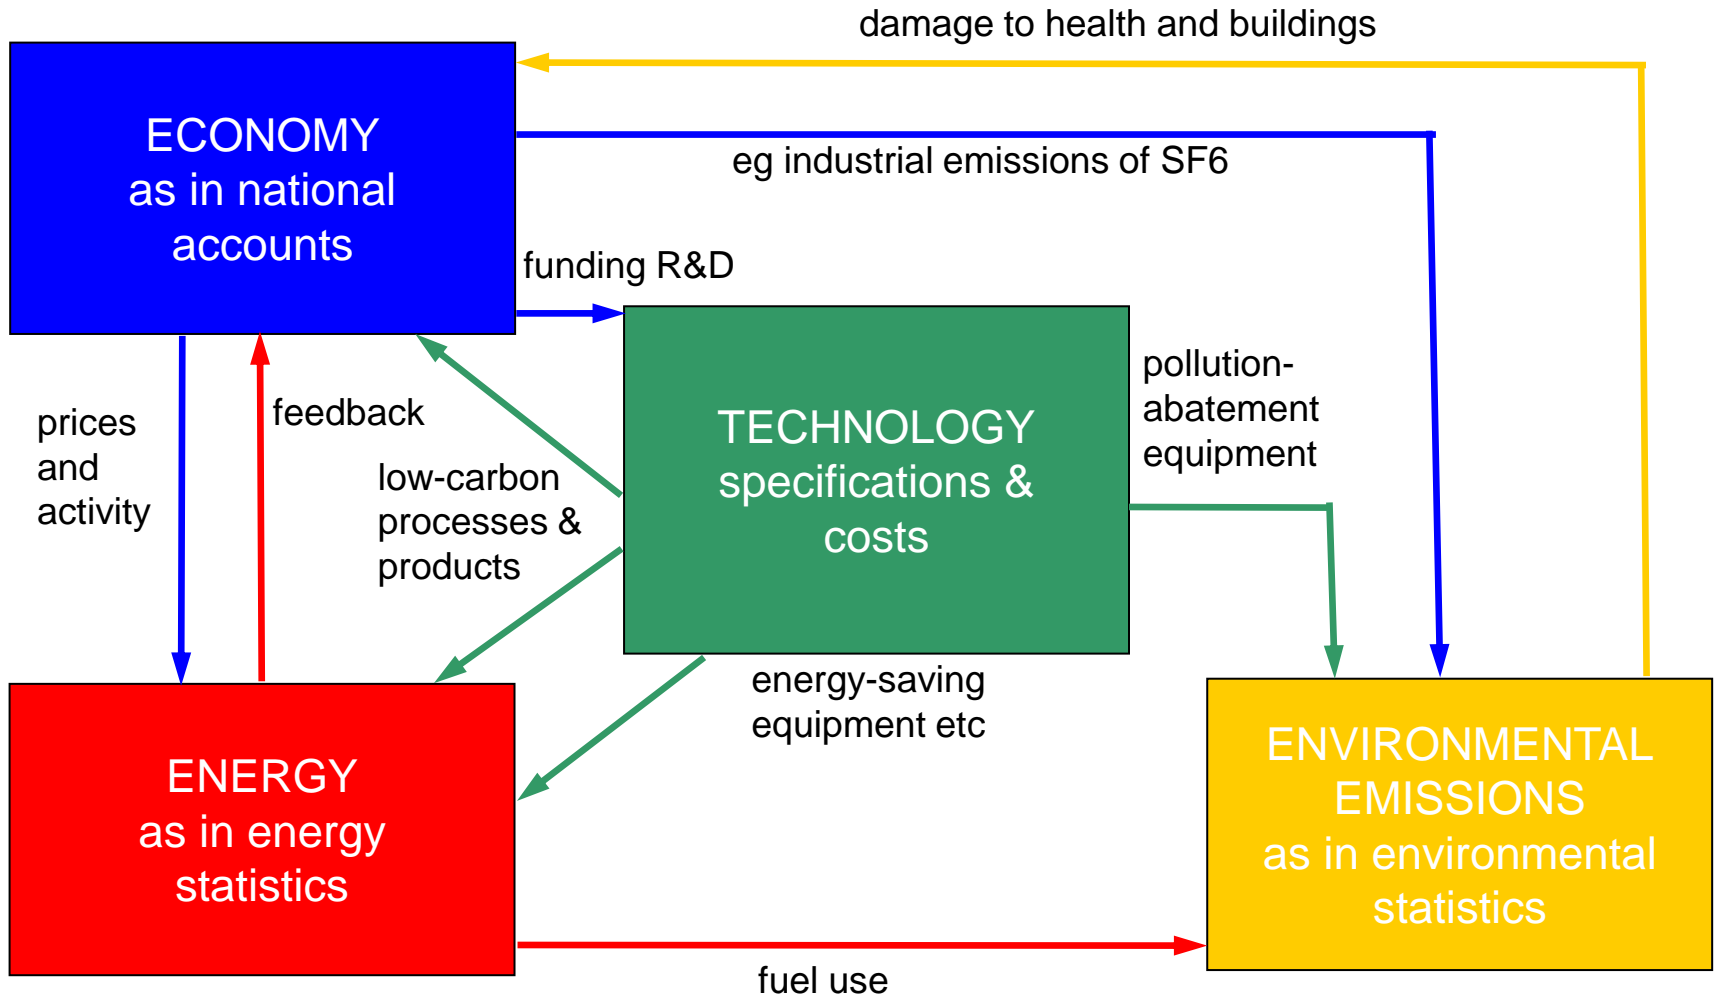 damage to health and buildings
ECONOMY
as in national
accounts
eg industrial emissions of SF6
funding R&D
prices
and
activity
feedback
low-carbon
processes &
products
TECHNOLOGY
specifications &
costs
pollution-
abatement
equipment
energy-saving
equipment etc
ENERGY
as in energy
statistics
ENVIRONMENTAL
EMISSIONS
as in environmental
statistics
fuel use